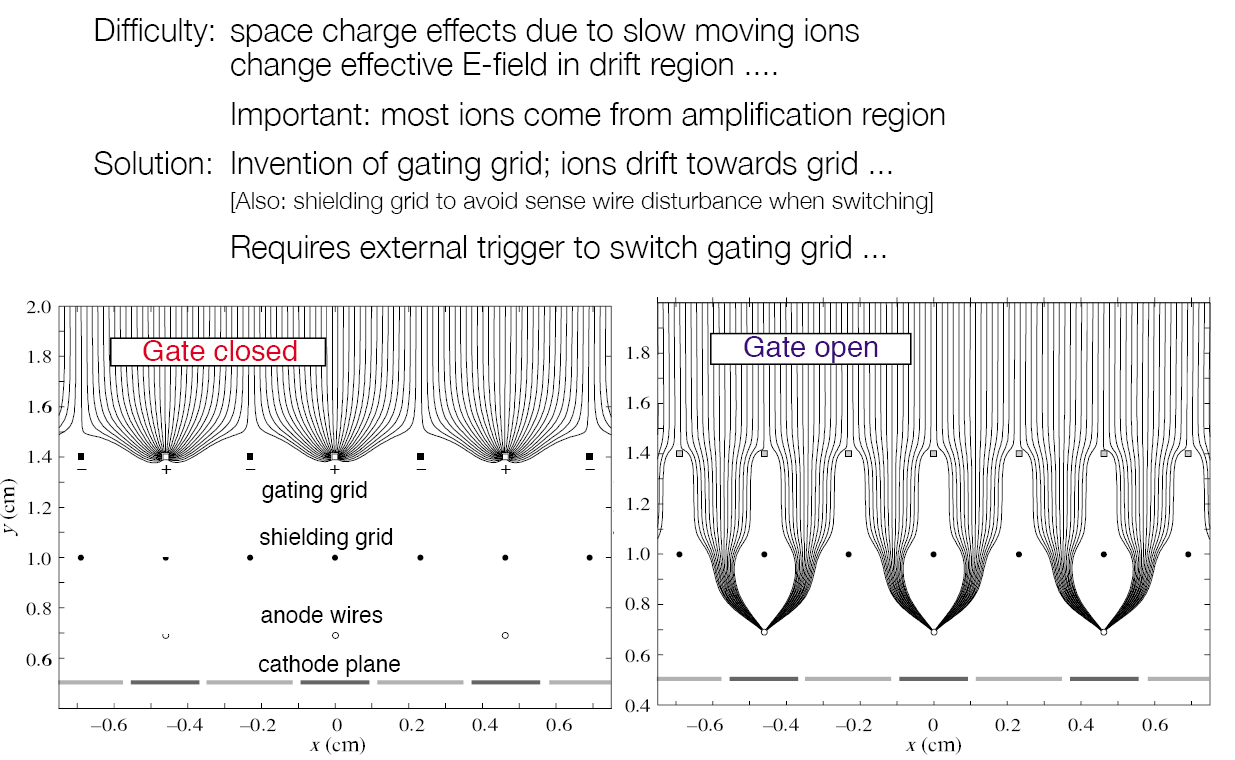 Difficulty: space charge effects due to slow moving ions
change effective E-field in drift region ....
Important: most ions come from amplification region
Solution: Invention of gating grid; ions drift towards grid ...
[Also: shielding grid to avoid sense wire disturbance when switching]
Requires external trigger to switch gating grid ...
Gate closed
2.0
1.8
1.6
1.4
1.2
1.0
0.8
0.6
y (cm)
– + – + – + –
gating grid
shielding grid
anode wires
cathode plane
–0.6 –0.4 –0.2 0 0.2 0.4 0.6
x (cm)
Gate open
1.8
1.6
1.4
1.2
1.0
0.8
0.6
0.4
–0.6 –0.4 –0.2 0 0.2 0.4 0.6
x (cm)